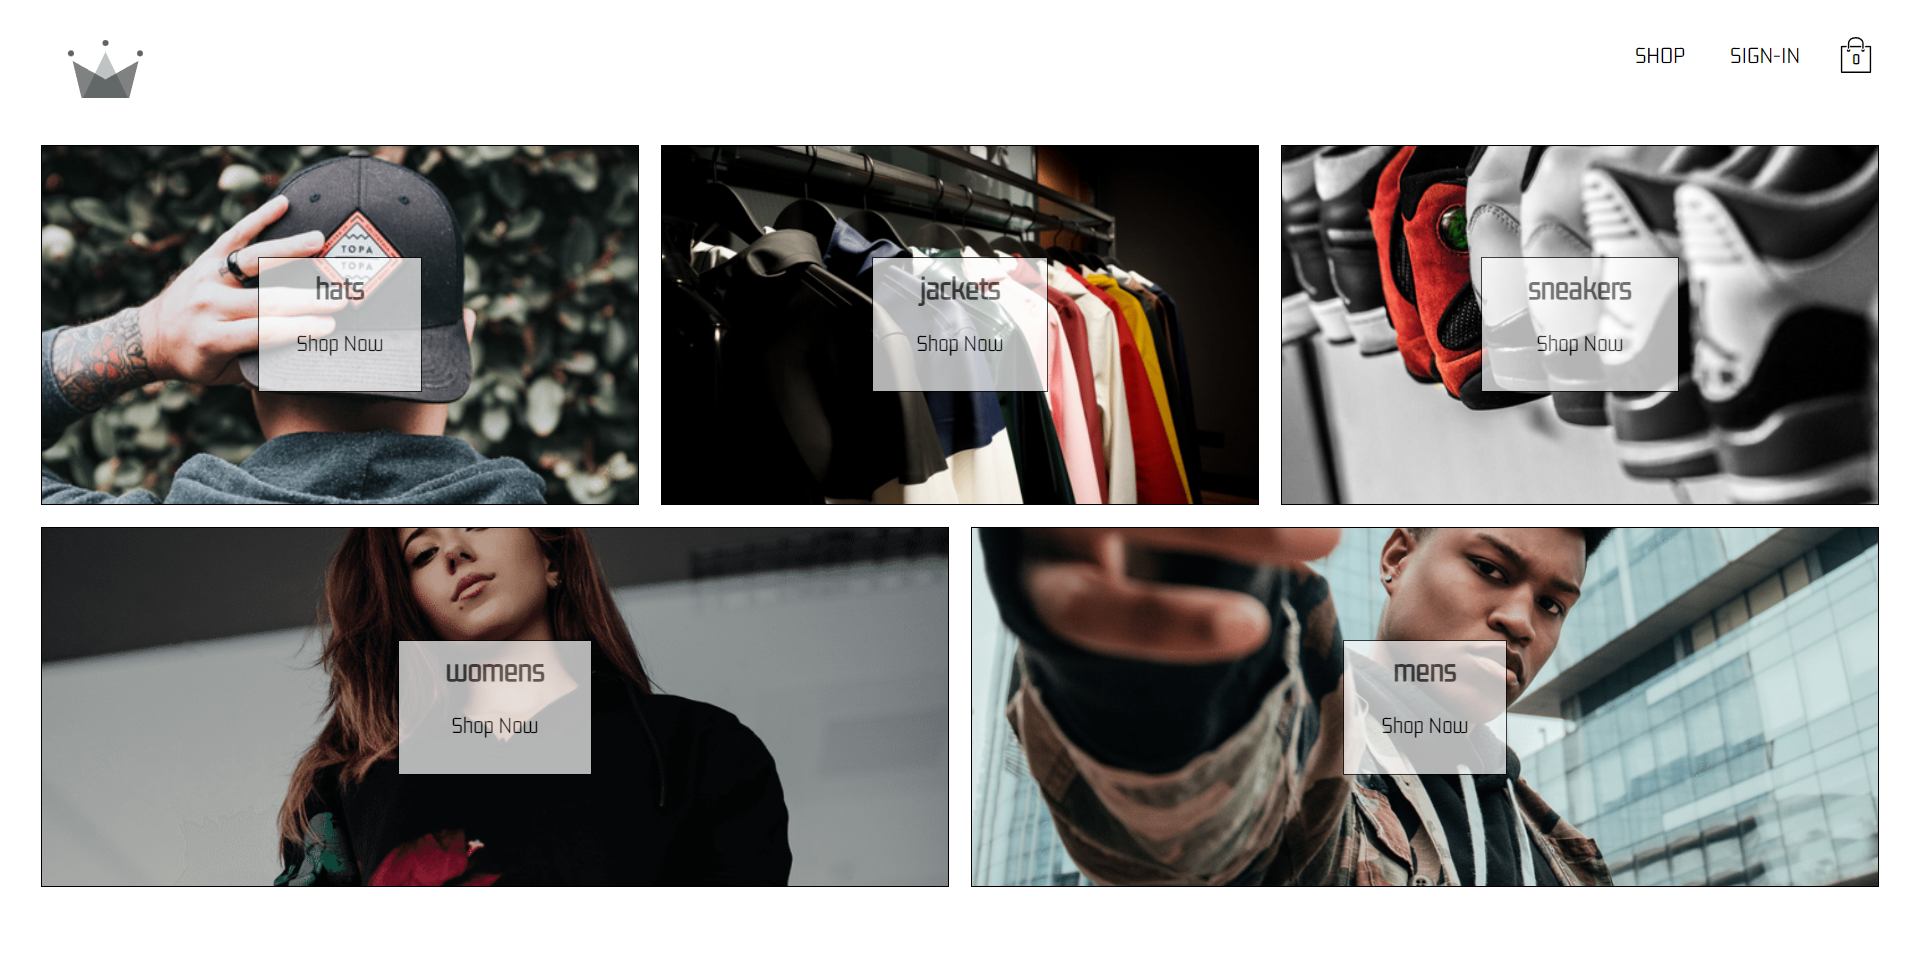 SHOP
SIGN-IN
0
TOPA
TOPA
hats
Shop Now
jackets
Shop Now
sneakers
Shop Now
womens
Shop Now
mens
Shop Now